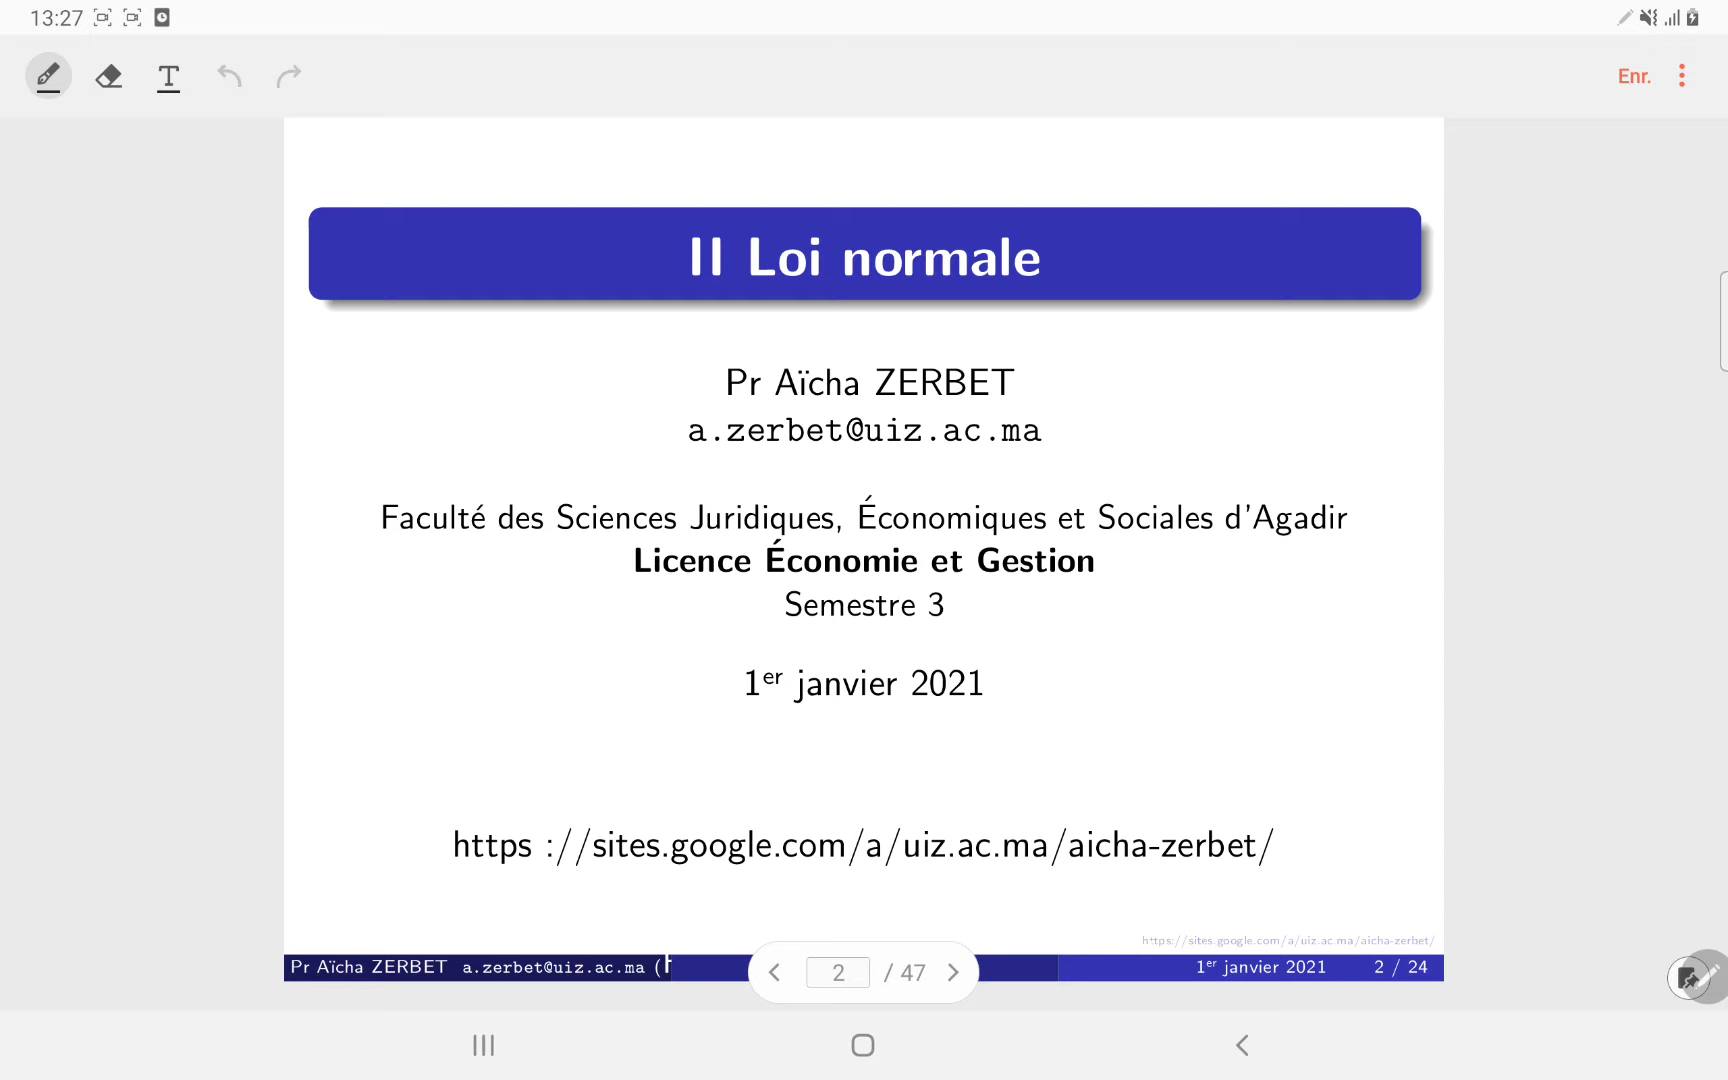 13:27
Enr.
II Loi normale
Pr Aïcha ZERBET
a.zerbet@uiz.ac.ma
Faculté des Sciences Juridiques, Économiques et Sociales d'Agadir
Licence Économie et Gestion
Semestre 3
1er janvier 2021
https ://sites.google.com/a/uiz.ac.ma/aicha-zerbet/
https://sites.google.com/a/uiz.ac.ma/aicha-zerbet/
Pr Aïcha ZERBET a.zerbet@uiz.ac.ma (
2 / 47
1er janvier 2021 2 / 24